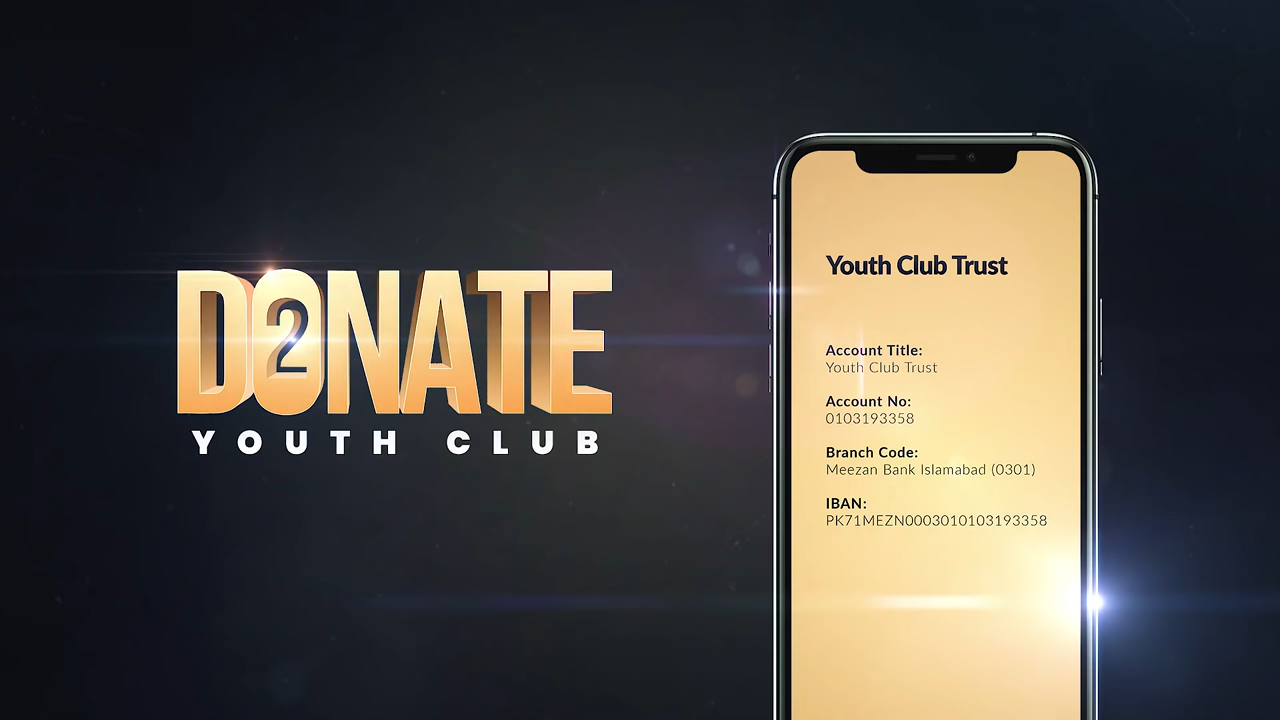 D2NATE
YOUTH CLUB
Youth Club Trust
Account Title:
Youth Club Trust
Account No:
0103193358
Branch Code:
Meezan Bank Islamabad (0301)
IBAN:
PK71MEZN0003010103193358